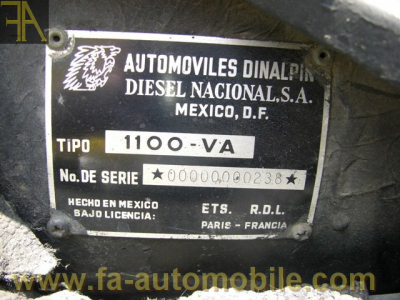 FA
AUTOMOVILES DINALPIN
DIESEL NACIONAL, S.A.
MEXICO, D.F.
TIPO 1100-VA
No. DE SERIE ★00000000238★
HECHO EN MEXICO
BAJO LICENCIA:
ETS. R.D.L.
PARIS - FRANCIA
www.fa-automobile.com